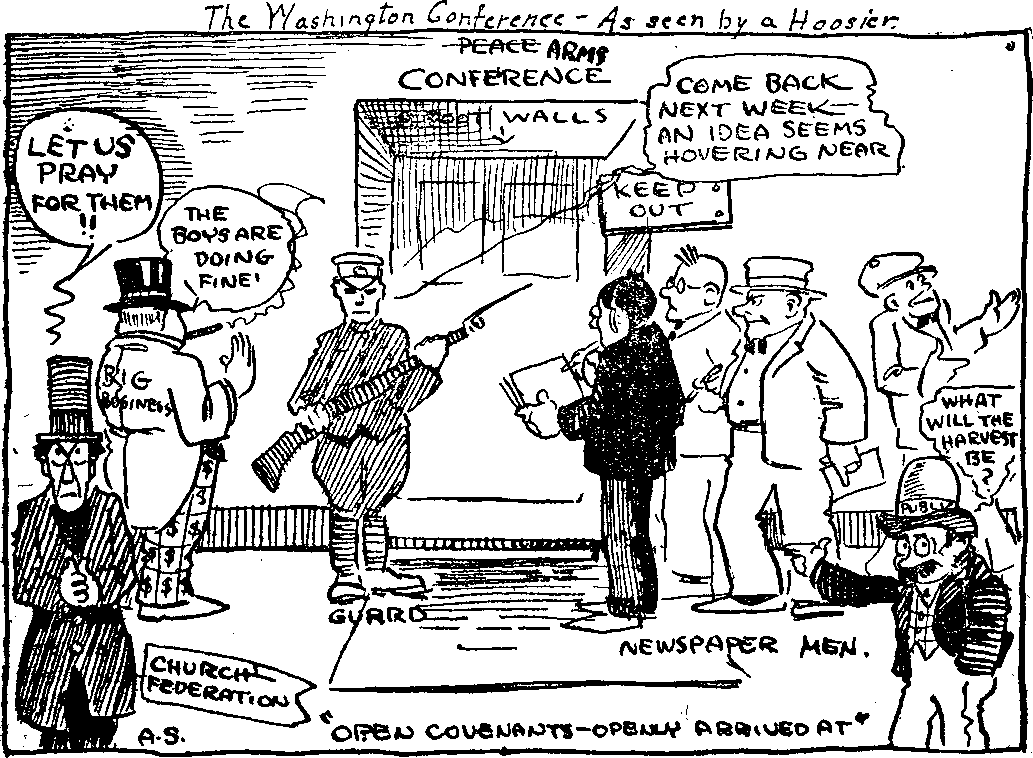 The Washington Conference - As seen by a Hoosier.
PEACE ARMS
CONFERENCE
WALLS
COME BACK
NEXT WEEK—
AN IDEA SEEMS
HOVERING NEAR
KEEP
OUT
LET US
PRAY
FOR THEM
!!
THE
BOYS ARE
DOING
FINE!
BIG
BUSINESS
$ $ $ $ $ $
WHAT
WILL THE
HARVEST
BE
?
PUBLIC
GUARD
NEWSPAPER MEN.
CHURCH
FEDERATION
A.S.
"OPEN COVENANTS-OPENLY ARRIVED AT"